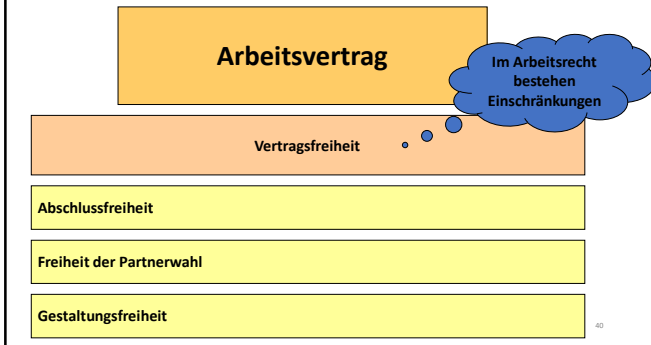 Arbeitsvertrag
Im Arbeitsrecht
bestehen
Einschränkungen
Vertragsfreiheit
Abschlussfreiheit
Freiheit der Partnerwahl
Gestaltungsfreiheit
40